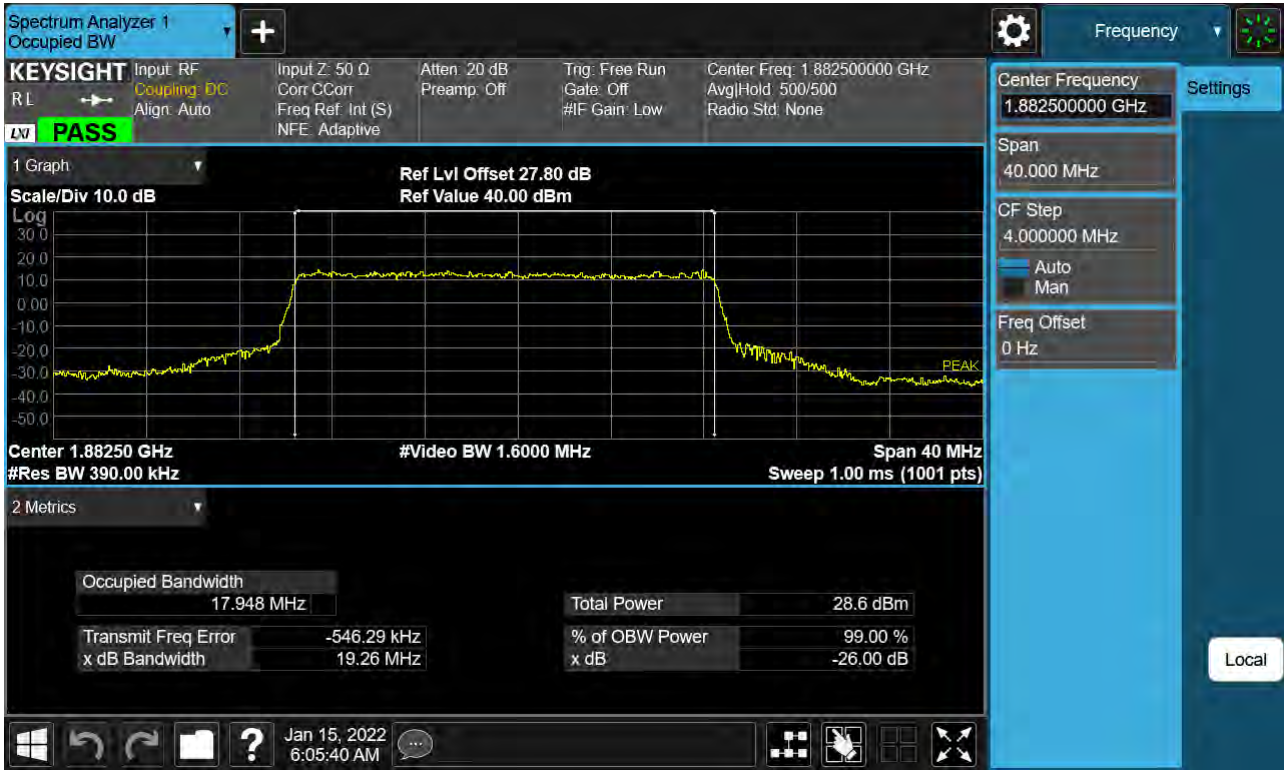 Spectrum Analyzer 1
Occupied BW
+
Frequency
KEYSIGHT
R L
LXI PASS
Input: RF
Coupling: DC
Align: Auto
Input Z: 50 Ω
Corr CCorr
Freq Ref: Int (S)
NFE: Adaptive
Atten: 20 dB
Preamp: Off
Trig: Free Run
Gate: Off
#IF Gain: Low
Center Freq: 1.882500000 GHz
Avg|Hold: 500/500
Radio Std: None
Center Frequency
1.882500000 GHz
Settings
Span
40.000 MHz
CF Step
4.000000 MHz
Auto
Man
Freq Offset
0 Hz
1 Graph
Scale/Div 10.0 dB
Ref Lvl Offset 27.80 dB
Ref Value 40.00 dBm
Log
30.0
20.0
10.0
0.00
-10.0
-20.0
-30.0
-40.0
-50.0
PEAK
Center 1.88250 GHz
#Video BW 1.6000 MHz
Span 40 MHz
#Res BW 390.00 kHz
Sweep 1.00 ms (1001 pts)
2 Metrics
Occupied Bandwidth
17.948 MHz
Total Power 28.6 dBm
Transmit Freq Error -546.29 kHz
% of OBW Power 99.00 %
x dB Bandwidth 19.26 MHz
x dB -26.00 dB
Local
?
Jan 15, 2022
6:05:40 AM